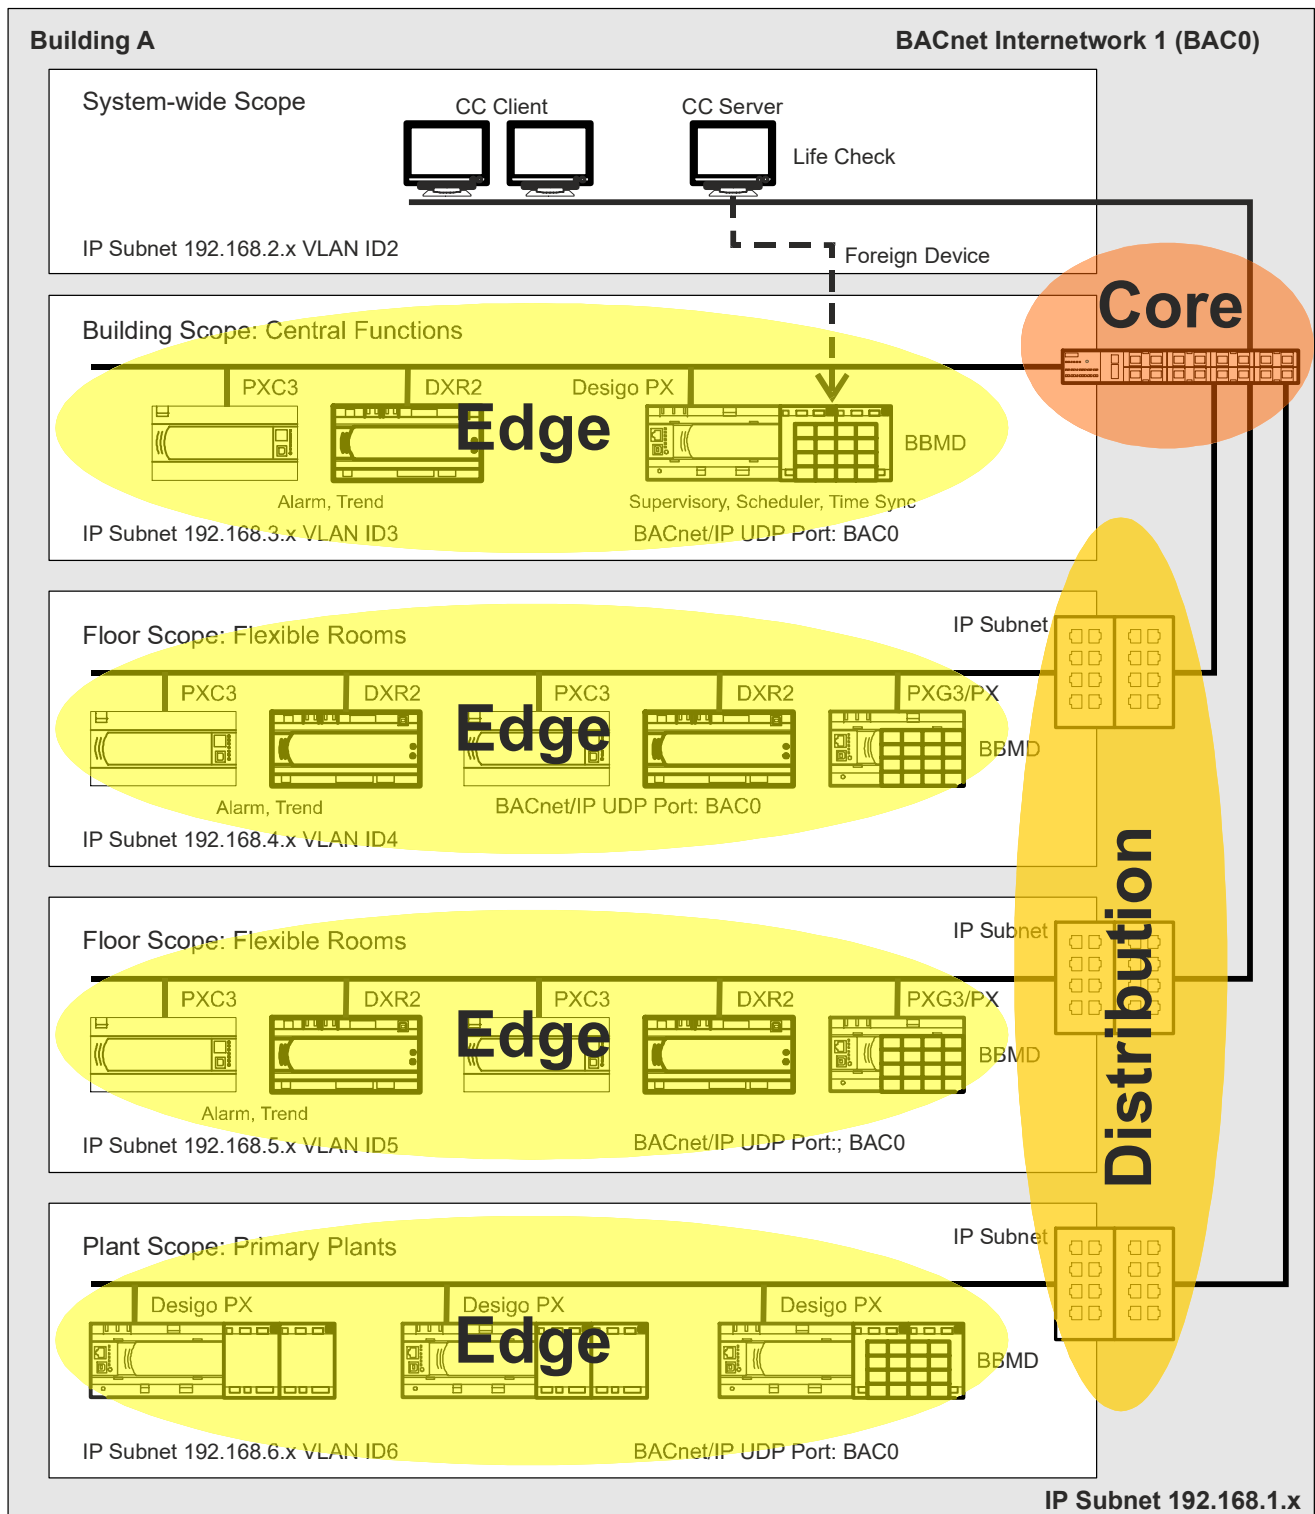 Building A
BACnet Internetwork 1 (BAC0)
System-wide Scope
CC Client
CC Server
Life Check
IP Subnet 192.168.2.x VLAN ID2
Foreign Device
Core
Building Scope: Central Functions
PXC3
DXR2
Desigo PX
Edge
BBMD
Alarm, Trend
Supervisory, Scheduler, Time Sync
IP Subnet 192.168.3.x VLAN ID3
BACnet/IP UDP Port: BAC0
Floor Scope: Flexible Rooms
IP Subnet
PXC3
DXR2
PXC3
DXR2
PXG3/PX
Edge
BBMD
Alarm, Trend
BACnet/IP UDP Port: BAC0
IP Subnet 192.168.4.x VLAN ID4
Distribution
Floor Scope: Flexible Rooms
IP Subnet
PXC3
DXR2
PXC3
DXR2
PXG3/PX
Edge
BBMD
Alarm, Trend
IP Subnet 192.168.5.x VLAN ID5
BACnet/IP UDP Port:; BAC0
Plant Scope: Primary Plants
IP Subnet
Desigo PX
Desigo PX
Desigo PX
Edge
BBMD
IP Subnet 192.168.6.x VLAN ID6
BACnet/IP UDP Port: BAC0
IP Subnet 192.168.1.x